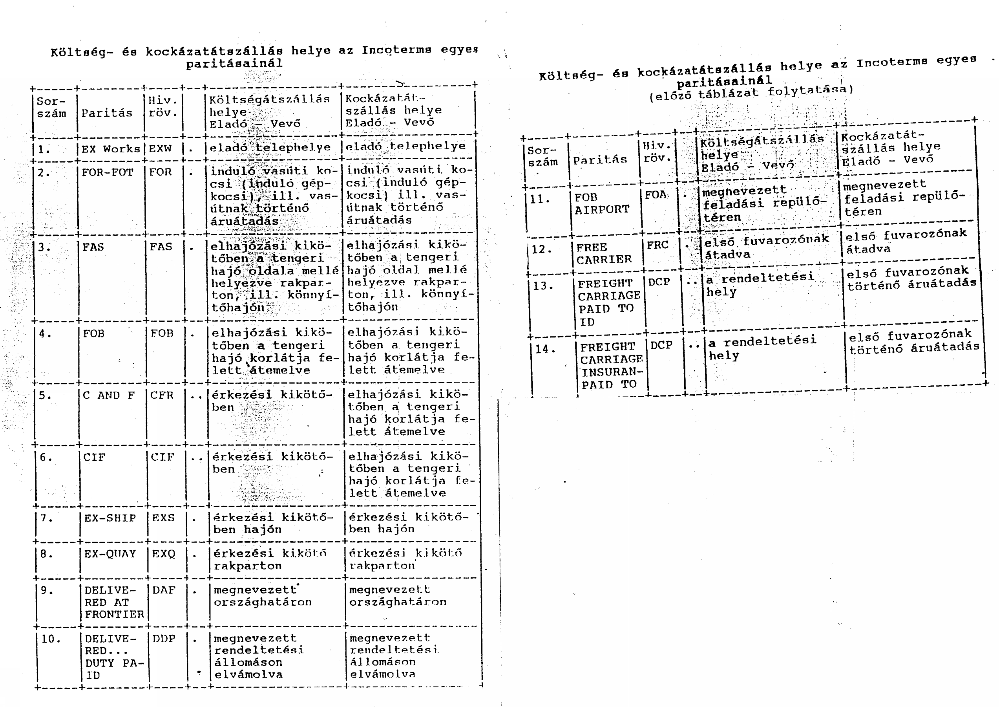 Költség- és kockázatátszállás helye az Incoterms egyes
paritásainál
Sor-
szám
Paritás
Hiv.
röv.
Költségátszállás
helye
Eladó - Vevő
Kockázatát-
szállás helye
Eladó - Vevő
1.
EX Works
EXW
.
eladó telephelye
eladó telephelye
2.
FOR-FOT
FOR
.
induló vasúti ko-
csi (induló gép-
kocsi), ill. vas-
útnak történő
áruátadás
induló vasúti ko-
csi (induló gép-
kocsi) ill. vas-
útnak történő
áruátadás
3.
FAS
FAS
.
elhajózási kikö-
tőben a tengeri
hajó oldala mellé
helyezve rakpar-
ton, ill. könnyí-
tőhajón
elhajózási kikö-
tőben a tengeri
hajó oldal mellé
helyezve rakpar-
ton, ill. könnyí-
tőhajón
4.
FOB
FOB
.
elhajózási kikö-
tőben a tengeri
hajó korlátja fe-
lett átemelve
elhajózási kikö-
tőben a tengeri
hajó korlátja fe-
lett átemelve
5.
C AND F
CFR
..
érkezési kikötő-
ben
elhajózási kikö-
tőben a tengeri
hajó korlátja fe-
lett átemelve
6.
CIF
CIF
..
érkezési kikötő-
ben
elhajózási kikö-
tőben a tengeri
hajó korlátja fe-
lett átemelve
7.
EX-SHIP
EXS
.
érkezési kikötő-
ben hajón
érkezési kikötő-
ben hajón
8.
EX-QUAY
EXQ
.
érkezési kikötő
rakparton
érkezési kikötő
rakparton
9.
DELIVE-
RED AT
FRONTIER
DAF
.
megnevezett
országhatáron
megnevezett
országhatáron
10.
DELIVE-
RED...
DUTY PA-
ID
DDP
.
megnevezett
rendeltetési
állomáson
elvámolva
megnevezett
rendeltetési
állomáson
elvámolva
Költség- és kockázatátszállás helye az Incoterms egyes
paritásainál
(előző táblázat folytatása)
Sor-
szám
Paritás
Hiv.
röv.
Költségátszállás
helye
Eladó - Vevő
Kockázatát-
szállás helye
Eladó - Vevő
11.
FOB
AIRPORT
FOA
.
megnevezett
feladási repülő-
téren
megnevezett
feladási repülő-
téren
12.
FREE
CARRIER
FRC
.
első fuvarozónak
átadva
első fuvarozónak
átadva
13.
FREIGHT
CARRIAGE
PAID TO
ID
DCP
..
a rendeltetési
hely
első fuvarozónak
történő áruátadás
14.
FREIGHT
CARRIAGE
INSURAN-
PAID TO
DCP
..
a rendeltetési
hely
első fuvarozónak
történő áruátadás